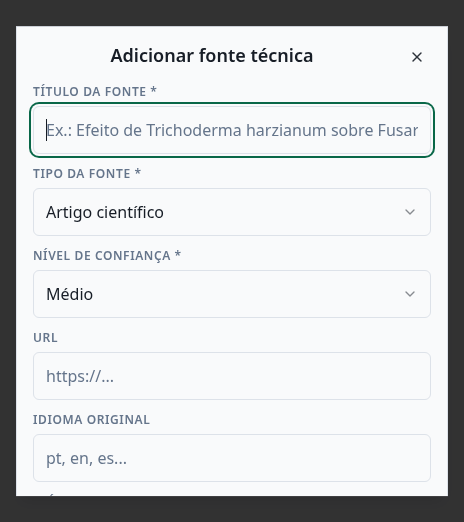 Adicionar fonte técnica
TÍTULO DA FONTE *
Ex.: Efeito de Trichoderma harzianum sobre Fusar
TIPO DA FONTE *
Artigo científico
NÍVEL DE CONFIANÇA *
Médio
URL
https://...
IDIOMA ORIGINAL
pt, en, es...